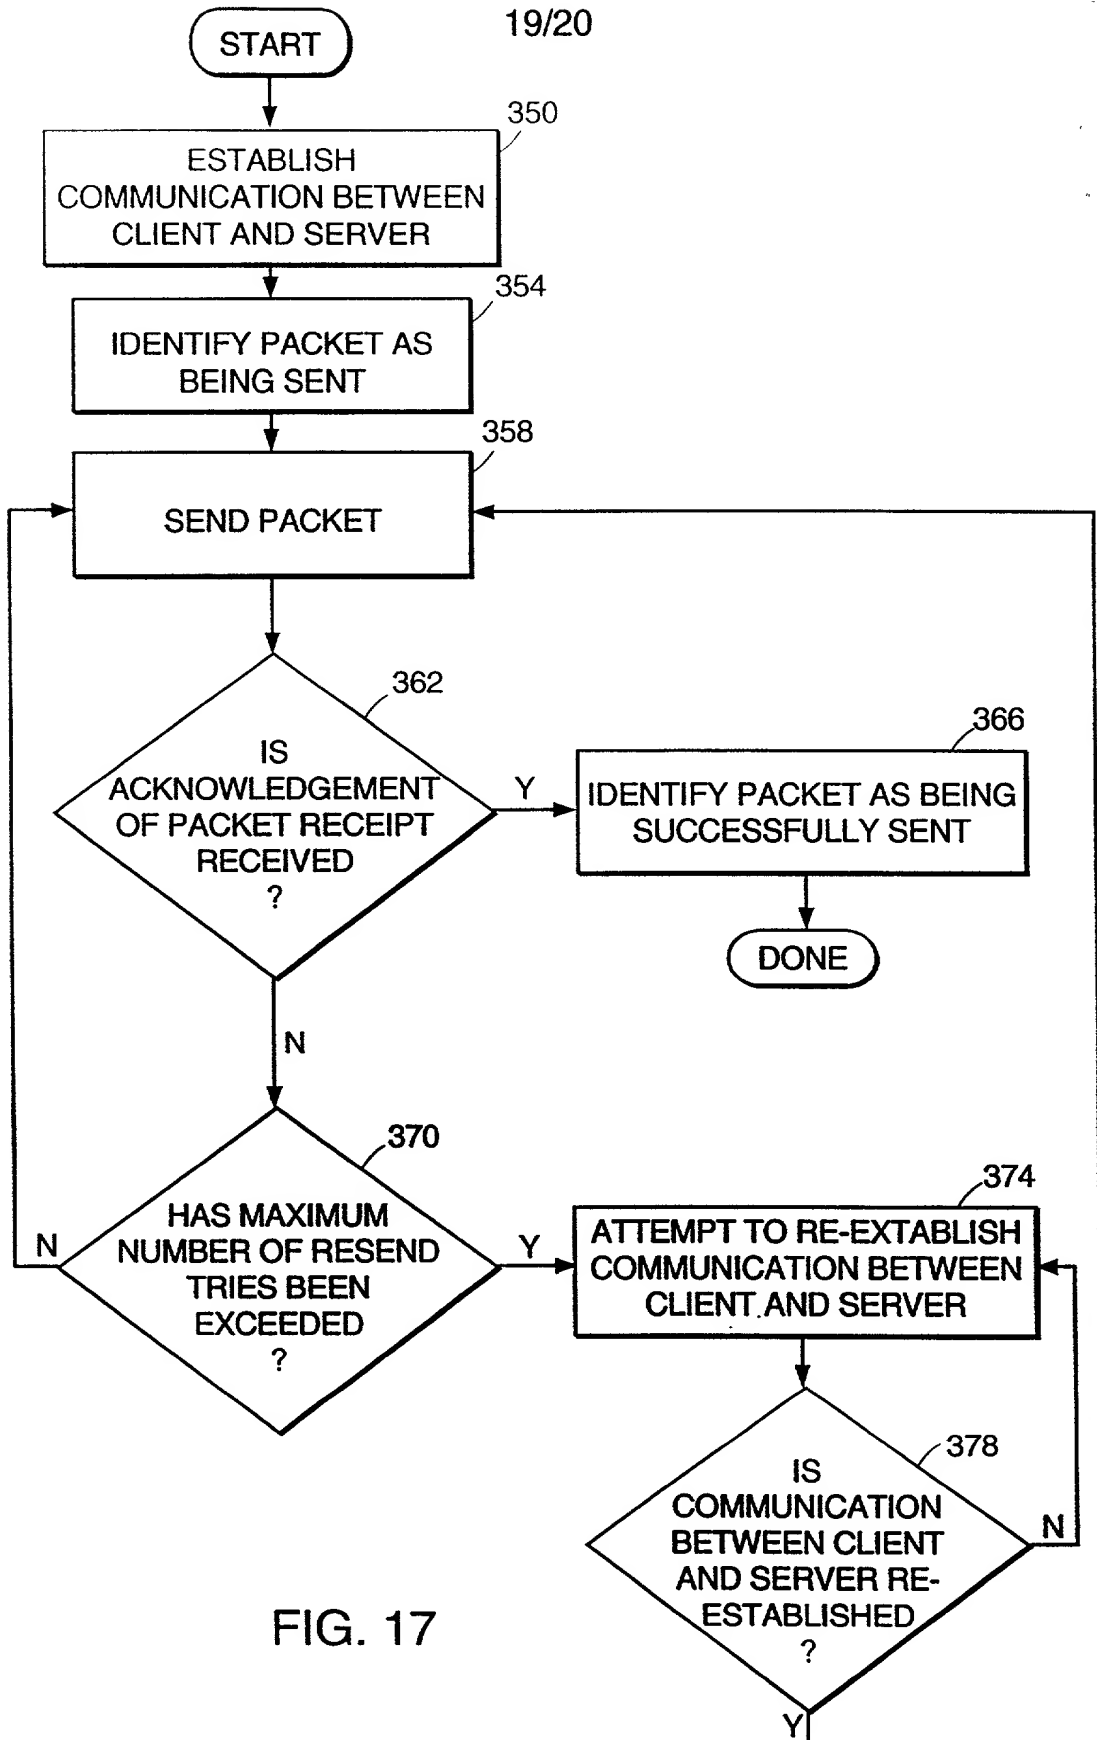 19/20
START
350
ESTABLISH
COMMUNICATION BETWEEN
CLIENT AND SERVER
354
IDENTIFY PACKET AS
BEING SENT
358
SEND PACKET
362
IS
ACKNOWLEDGEMENT
OF PACKET RECEIPT
RECEIVED
?
Y
366
IDENTIFY PACKET AS BEING
SUCCESSFULLY SENT
DONE
N
370
HAS MAXIMUM
NUMBER OF RESEND
TRIES BEEN
EXCEEDED
?
N
Y
374
ATTEMPT TO RE-EXTABLISH
COMMUNICATION BETWEEN
CLIENT AND SERVER
378
IS
COMMUNICATION
BETWEEN CLIENT
AND SERVER RE-
ESTABLISHED
?
N
Y
FIG. 17